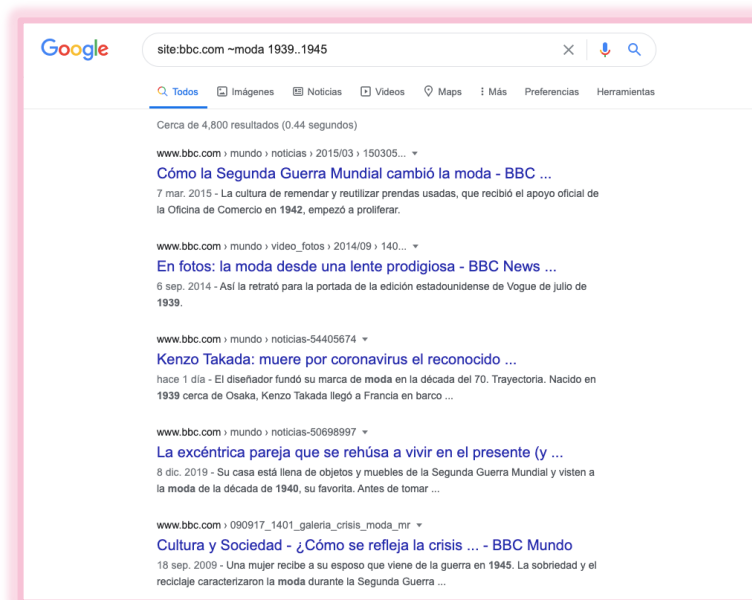 Google
site:bbc.com ~moda 1939..1945
Todos Imágenes Noticias Videos Maps Más Preferencias Herramientas
Cerca de 4,800 resultados (0.44 segundos)
www.bbc.com › mundo › noticias › 2015/03 › 150305...
Cómo la Segunda Guerra Mundial cambió la moda - BBC ...
7 mar. 2015 - La cultura de remendar y reutilizar prendas usadas, que recibió el apoyo oficial de
la Oficina de Comercio en 1942, empezó a proliferar.
www.bbc.com › mundo › video_fotos › 2014/09 › 140...
En fotos: la moda desde una lente prodigiosa - BBC News ...
6 sep. 2014 - Así la retrató para la portada de la edición estadounidense de Vogue de julio de
1939.
www.bbc.com › mundo › noticias-54405674
Kenzo Takada: muere por coronavirus el reconocido ...
hace 1 día - El diseñador fundó su marca de moda en la década del 70. Trayectoria. Nacido en
1939 cerca de Osaka, Kenzo Takada llegó a Francia en barco ...
www.bbc.com › mundo › noticias-50698997
La excéntrica pareja que se rehúsa a vivir en el presente (y ...
8 dic. 2019 - Su casa está llena de objetos y muebles de la Segunda Guerra Mundial y visten a
la moda de la década de 1940, su favorita. Antes de tomar ...
www.bbc.com › 090917_1401_galeria_crisis_moda_mr
Cultura y Sociedad - ¿Cómo se refleja la crisis ... - BBC Mundo
18 sep. 2009 - Una mujer recibe a su esposo que viene de la guerra en 1945. La sobriedad y el
reciclaje caracterizaron la moda durante la Segunda Guerra ...